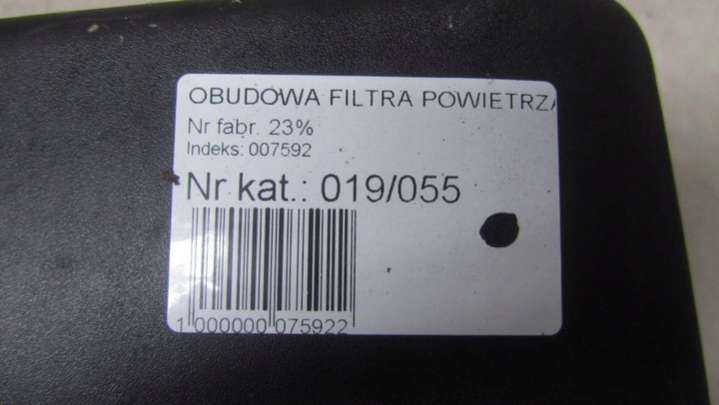 OBUDOWA FILTRA POWIETRZA
Nr fabr. 23%
Indeks: 007592
Nr kat.: 019/055
1 000000 075922